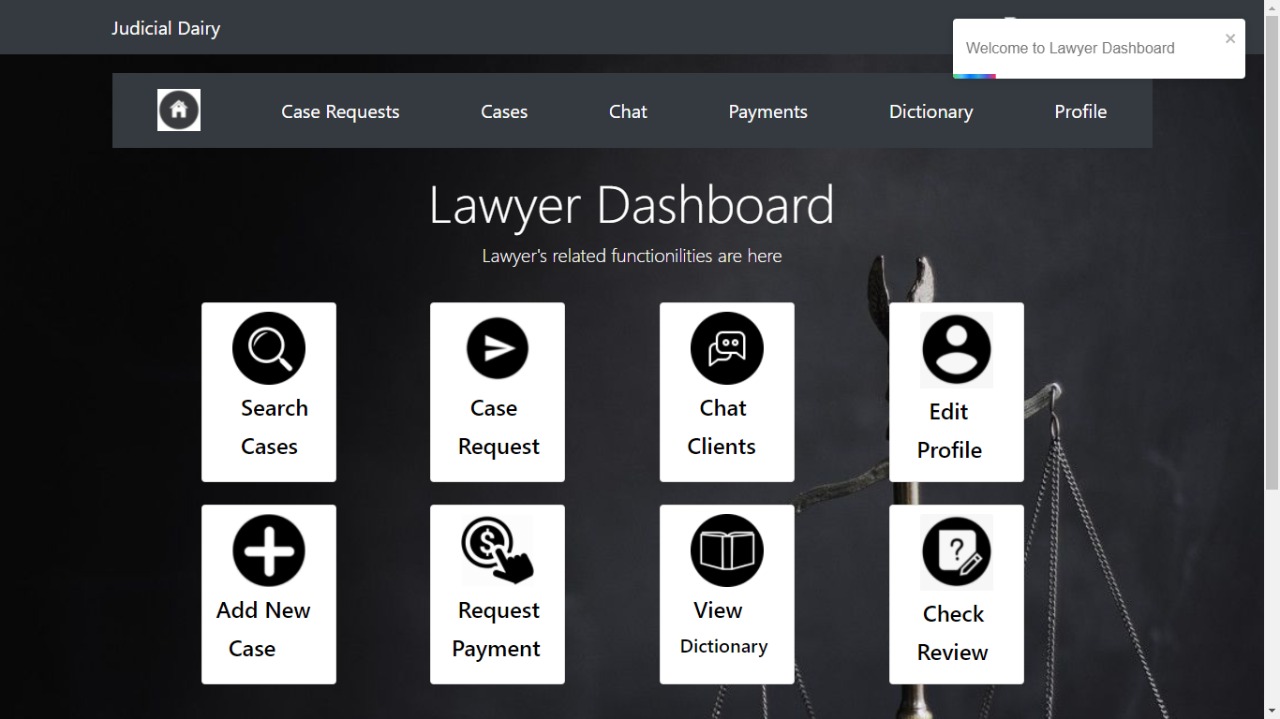 Judicial Dairy
Welcome to Lawyer Dashboard ×
Case Requests Cases Chat Payments Dictionary Profile
Lawyer Dashboard
Lawyer's related functionilities are here
Search
Cases
Case
Request
Chat
Clients
Edit
Profile
Add New
Case
Request
Payment
View
Dictionary
Check
Review